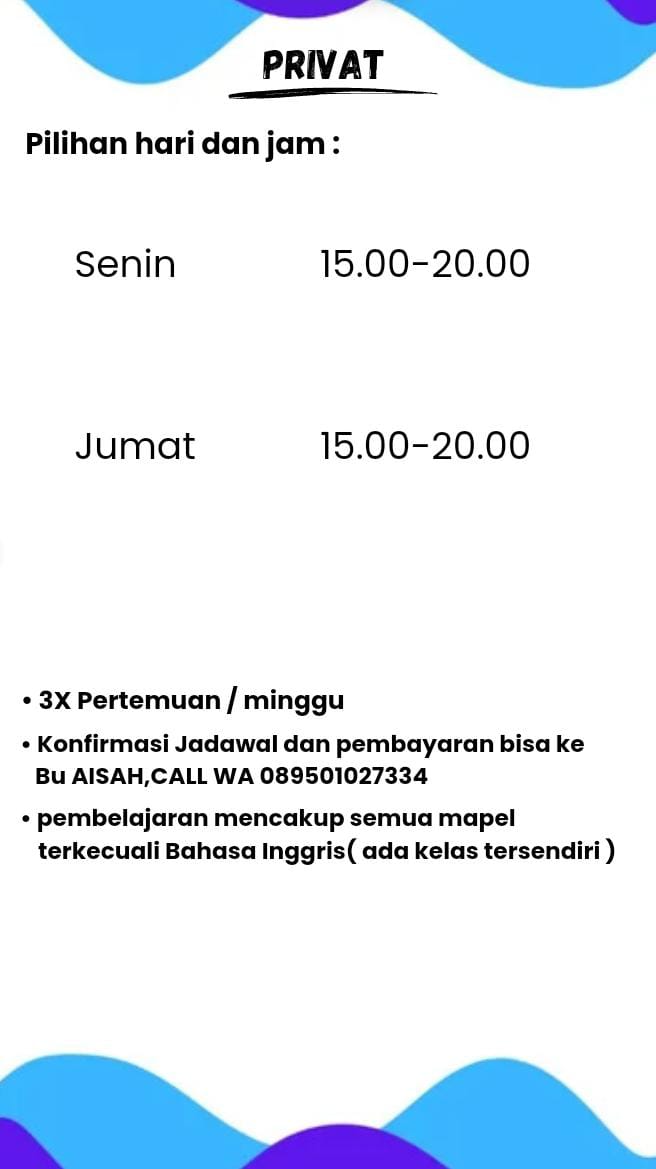 PRIVAT
Pilihan hari dan jam :
Senin 15.00-20.00
Jumat 15.00-20.00
• 3X Pertemuan / minggu
• Konfirmasi Jadawal dan pembayaran bisa ke
Bu AISAH,CALL WA 089501027334
• pembelajaran mencakup semua mapel
terkecuali Bahasa Inggris( ada kelas tersendiri )